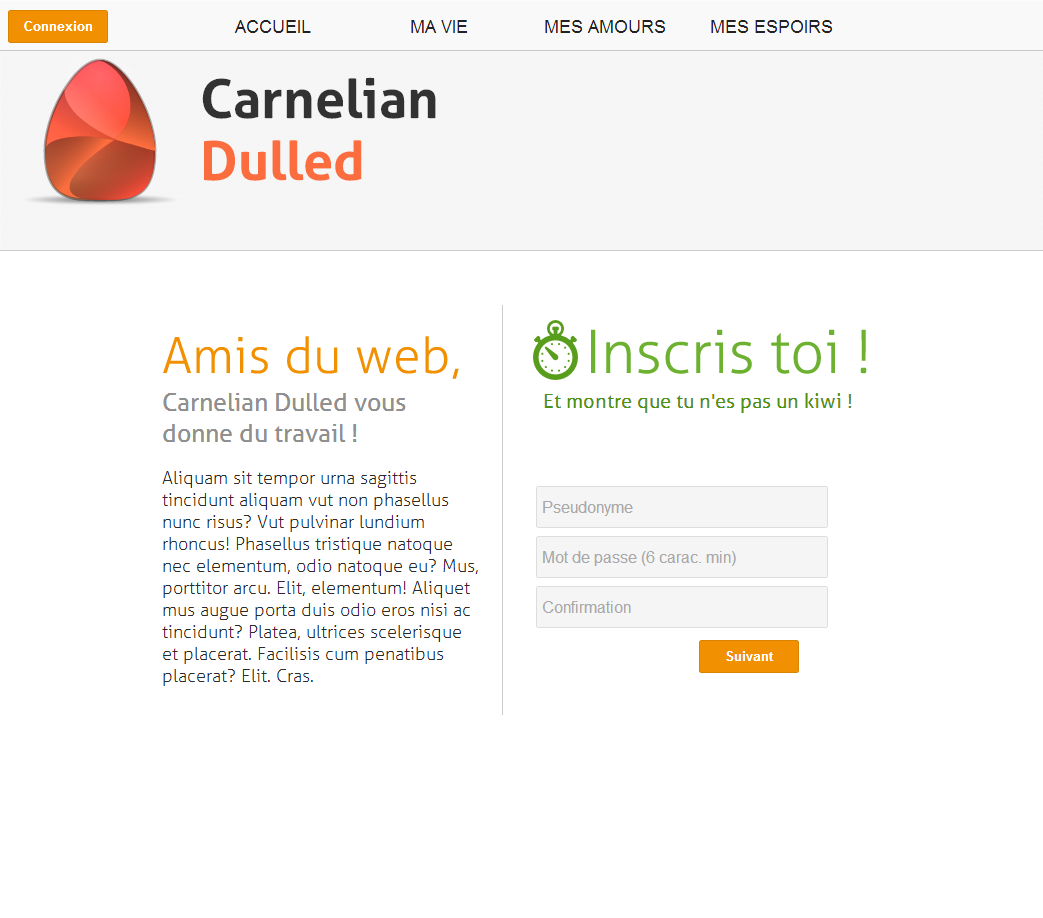 Connexion
ACCUEIL
MA VIE
MES AMOURS
MES ESPOIRS
Carnelian
Dulled
Amis du web,
Carnelian Dulled vous
donne du travail !
Aliquam sit tempor urna sagittis
tincidunt aliquam vut non phasellus
nunc risus? Vut pulvinar lundium
rhoncus! Phasellus tristique natoque
nec elementum, odio natoque eu? Mus,
porttitor arcu. Elit, elementum! Aliquet
mus augue porta duis odio eros nisi ac
tincidunt? Platea, ultrices scelerisque
et placerat. Facilisis cum penatibus
placerat? Elit. Cras.
Inscris toi !
Et montre que tu n'es pas un kiwi !
Pseudonyme
Mot de passe (6 carac. min)
Confirmation
Suivant